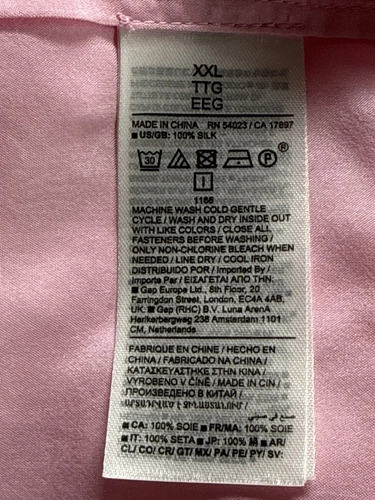 XXL
TTG
EEG
MADE IN CHINA RN 54023 / CA 17897
■ US/GB: 100% SILK
30 P ®
1166
MACHINE WASH COLD GENTLE
CYCLE / WASH AND DRY INSIDE OUT
WITH LIKE COLORS / CLOSE ALL
FASTENERS BEFORE WASHING /
ONLY NON-CHLORINE BLEACH WHEN
NEEDED / LINE DRY / COOL IRON
DISTRIBUIDO POR / Imported By /
Importé Par / ΕΙΣΑΓΕΤΑΙ ΑΠΟ ΤΗΝ.
■ Gap Europe Ltd., 8th Floor, 20
Farringdon Street, London, EC4A 4AB,
UK: ■ Gap (RHC) B.V. Luna ArenA
Herikerbergweg 238 Amsterdam 1101
CM, Netherlands
FABRIQUE EN CHINE / HECHO EN
CHINA / FABRICADO NA CHINA /
ΚΑΤΑΣΚΕΥΑΣΤΗΚΕ ΣΤΗΝ ΚΙΝΑ /
VYROBENO V ČÍNĚ / MADE IN CIN /
ПРОИЗВЕДЕНО В КИТАЙ /
صنع في صيني
■ CA: 100% SOIE ■ FR/MA: 100% SOIE
■ IT: 100% SETA ■ JP: 100% 絹 ■ AR/
CL/ CO/ CR/ GT/ MX/ PA/ PE/ PY/ SV: